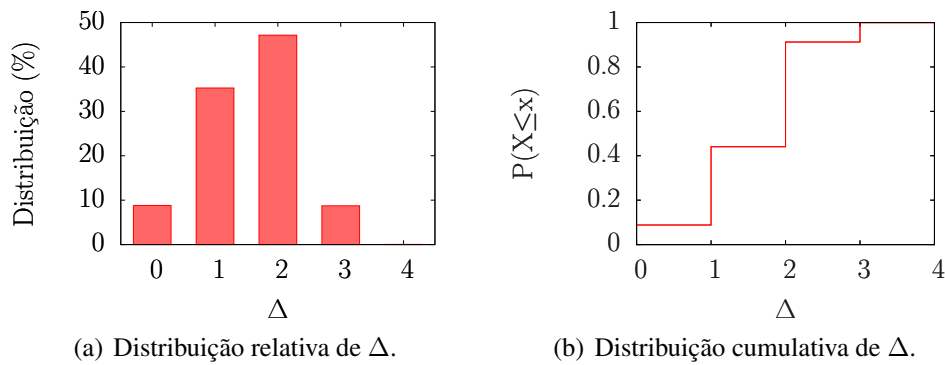 Distribuição (%)
50
40
30
20
10
0
0 1 2 3 4
Δ
(a) Distribuição relativa de Δ.
P(X≤x)
1
0.8
0.6
0.4
0.2
0
0 1 2 3 4
Δ
(b) Distribuição cumulativa de Δ.